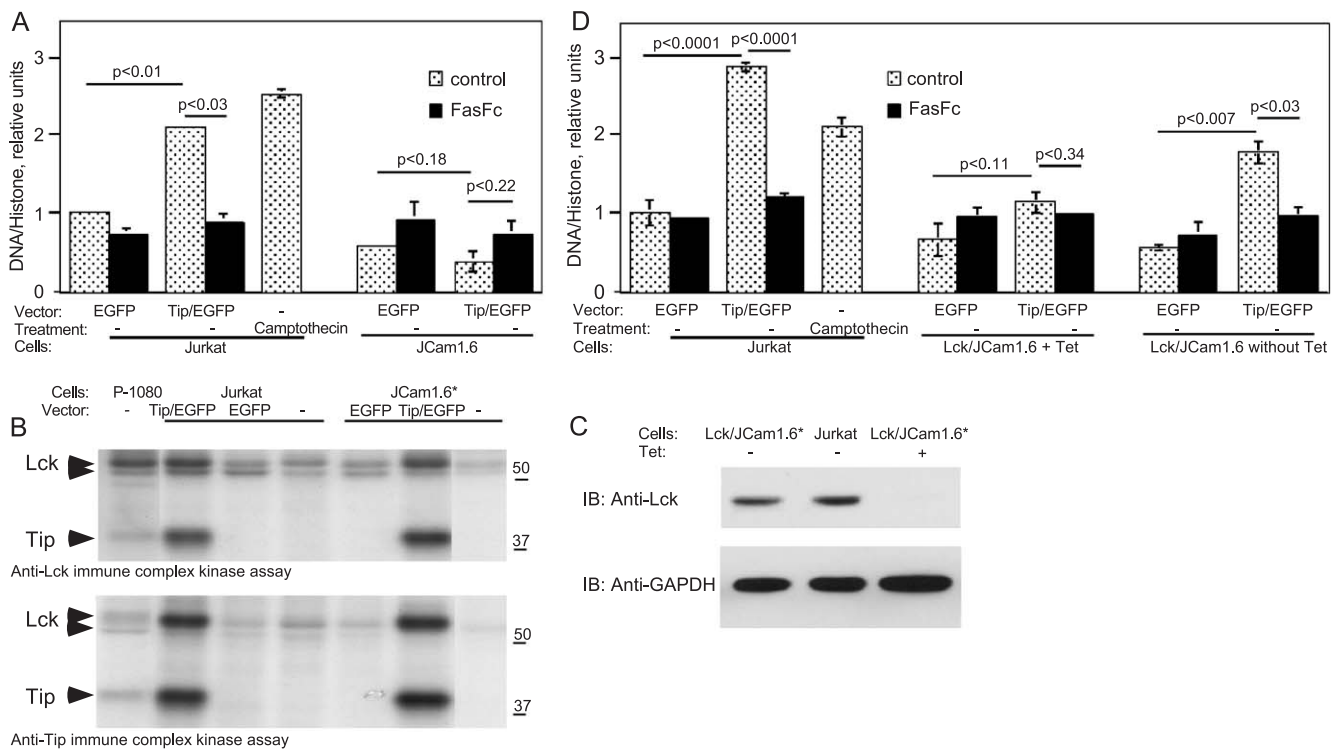 A
DNA/Histone, relative units
3
2
1
0
p<0.01
p<0.03
p<0.18
p<0.22
control
FasFc
Vector: EGFP Tip/EGFP - EGFP Tip/EGFP
Treatment: - - Camptothecin - -
Cells: Jurkat JCam1.6
D
DNA/Histone, relative units
3
2
1
0
p<0.0001 p<0.0001
control
FasFc
p<0.11
p<0.34
p<0.007
p<0.03
EGFP Tip/EGFP - EGFP Tip/EGFP EGFP Tip/EGFP
- - Camptothecin - - - -
Jurkat Lck/JCam1.6 + Tet Lck/JCam1.6 without Tet
B
Cells: P-1080 Jurkat JCam1.6*
Vector: - Tip/EGFP EGFP - EGFP Tip/EGFP -
Lck
50
Tip
37
Anti-Lck immune complex kinase assay
Lck
50
Tip
37
Anti-Tip immune complex kinase assay
C
Cells: Lck/JCam1.6* Jurkat Lck/JCam1.6*
Tet: - - +
IB: Anti-Lck
IB: Anti-GAPDH